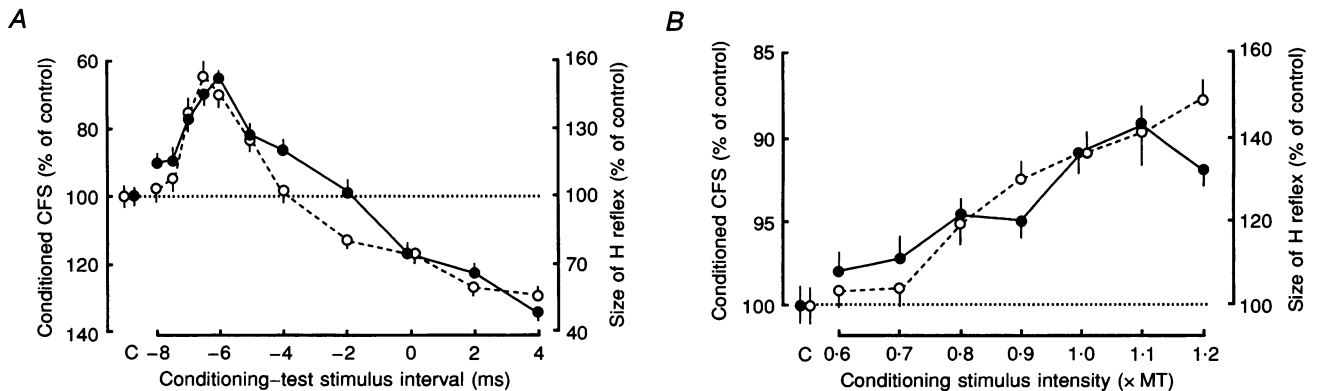 A
Conditioned CFS (% of control)
60
80
100
120
140
160
130
100
70
40
Size of H reflex (% of control)
C −8 −6 −4 −2 0 2 4
Conditioning–test stimulus interval (ms)
B
Conditioned CFS (% of control)
85
90
95
100
160
140
120
100
Size of H reflex (% of control)
C 0·6 0·7 0·8 0·9 1·0 1·1 1·2
Conditioning stimulus intensity (× MT)